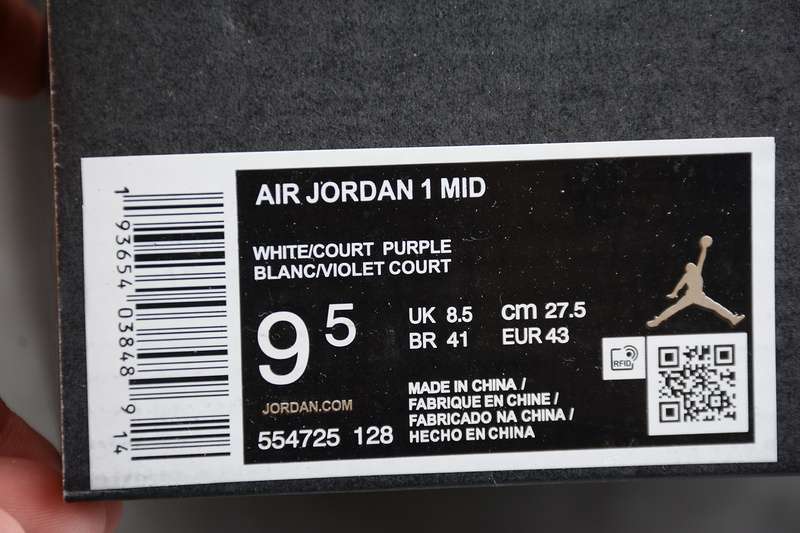 AIR JORDAN 1 MID
WHITE/COURT PURPLE
BLANC/VIOLET COURT
9 5
UK 8.5 cm 27.5
BR 41 EUR 43
JORDAN.COM
554725 128
MADE IN CHINA /
FABRIQUE EN CHINE /
FABRICADO NA CHINA /
HECHO EN CHINA
RFID
1 93654 03848 9 14